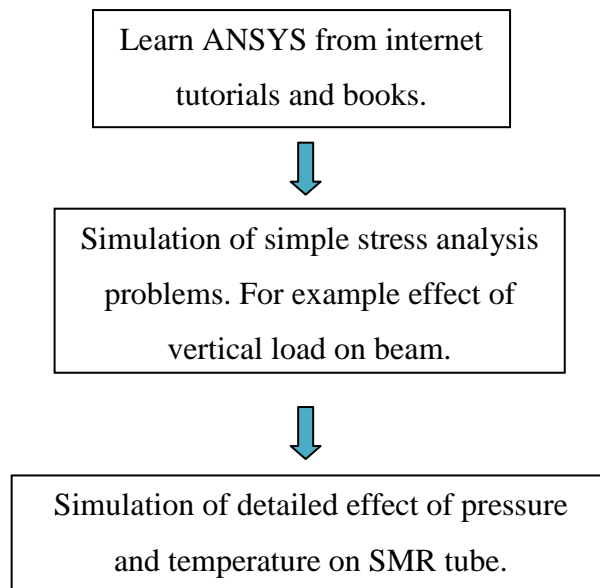 Learn ANSYS from internet
tutorials and books.
Simulation of simple stress analysis
problems. For example effect of
vertical load on beam.
Simulation of detailed effect of pressure
and temperature on SMR tube.